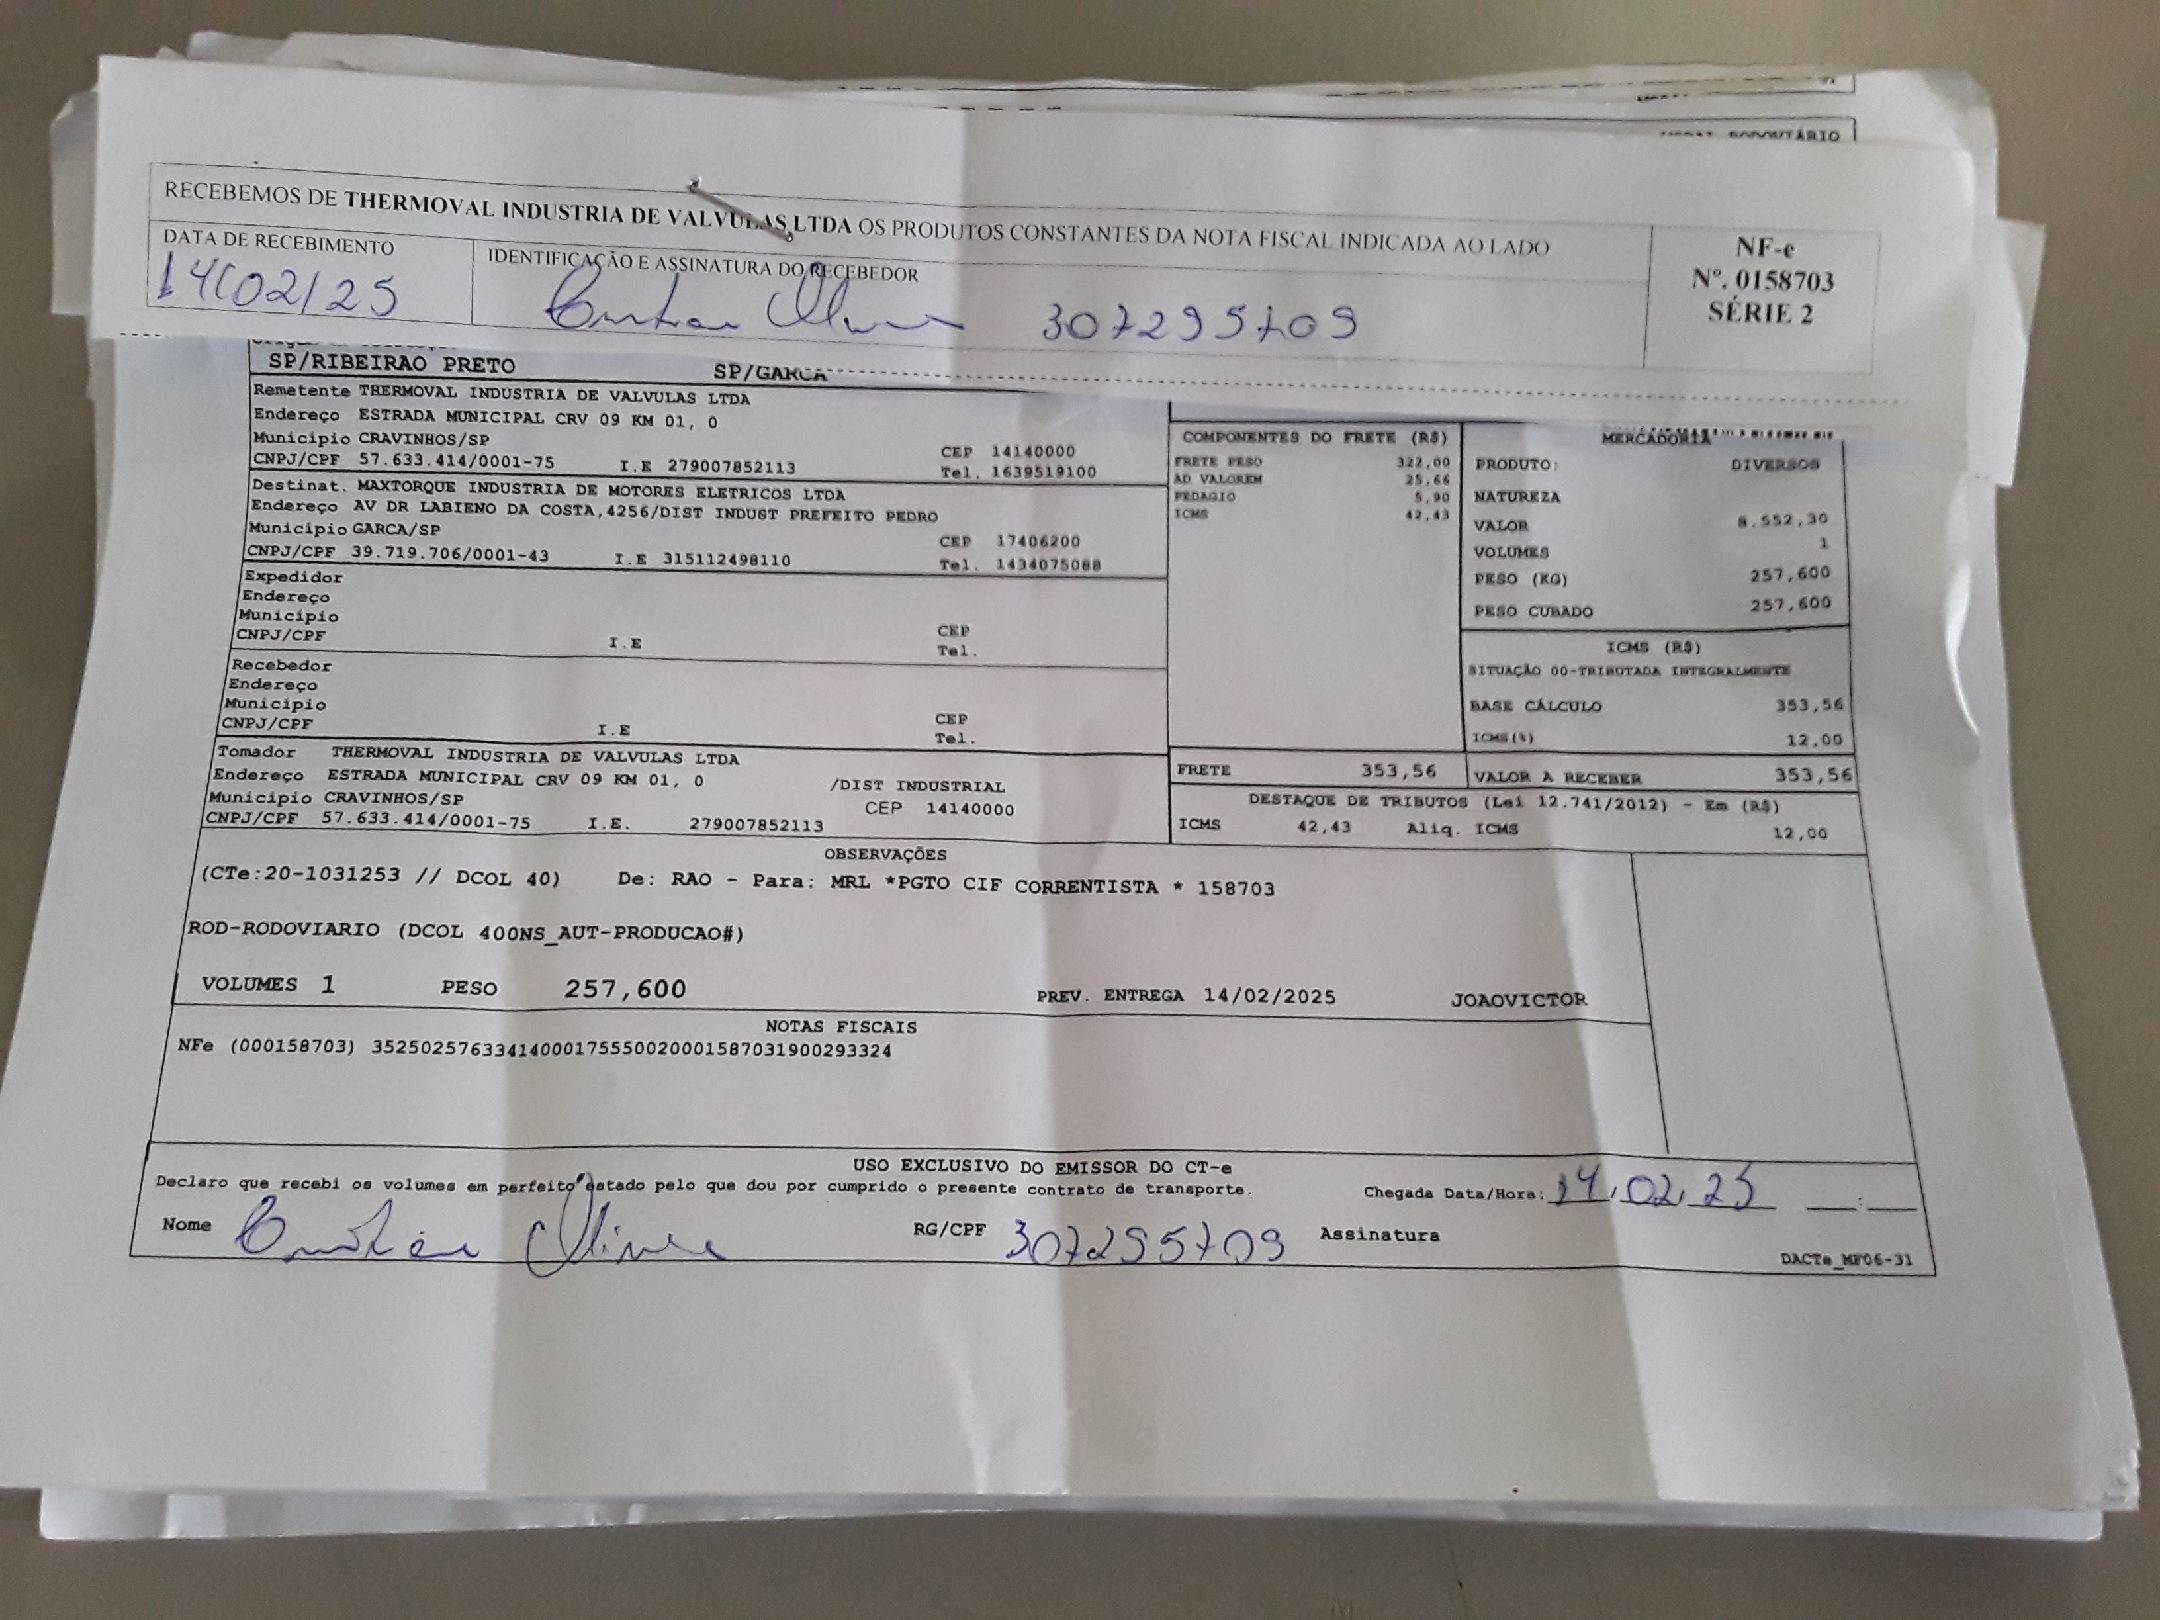 RODOVIÁRIO
RECEBEMOS DE THERMOVAL INDUSTRIA DE VALVULAS LTDA OS PRODUTOS CONSTANTES DA NOTA FISCAL INDICADA AO LADO
DATA DE RECEBIMENTO
14/02/25
IDENTIFICAÇÃO E ASSINATURA DO RECEBEDOR
307295709
NF-e
Nº. 0158703
SÉRIE 2
SP/RIBEIRAO PRETO SP/GARCA
Remetente THERMOVAL INDUSTRIA DE VALVULAS LTDA
Endereço ESTRADA MUNICIPAL CRV 09 KM 01, 0
Município CRAVINHOS/SP CEP 14140000
CNPJ/CPF 57.633.414/0001-75 I.E 279007852113 Tel. 1639519100
Destinat. MAXTORQUE INDUSTRIA DE MOTORES ELETRICOS LTDA
Endereço AV DR LABIENO DA COSTA,4256/DIST INDUST PREFEITO PEDRO
Município GARCA/SP CEP 17406200
CNPJ/CPF 39.719.706/0001-43 I.E 315112498110 Tel. 1434075088
Expedidor
Endereço
Município CEP
CNPJ/CPF I.E Tel.
Recebedor
Endereço
Município CEP
CNPJ/CPF I.E Tel.
Tomador THERMOVAL INDUSTRIA DE VALVULAS LTDA
Endereço ESTRADA MUNICIPAL CRV 09 KM 01, 0 /DIST INDUSTRIAL
Município CRAVINHOS/SP CEP 14140000
CNPJ/CPF 57.633.414/0001-75 I.E. 279007852113
COMPONENTES DO FRETE (R$)
FRETE PESO 322,00
AD VALOREM 25,66
PEDAGIO 5,90
ICMS 42,43
MERCADORIA
PRODUTO: DIVERSOS
NATUREZA
VALOR 8.552,30
VOLUMES 1
PESO (KG) 257,600
PESO CUBADO 257,600
ICMS (R$)
SITUAÇÃO 00-TRIBUTADA INTEGRALMENTE
BASE CÁLCULO 353,56
ICMS(%) 12,00
FRETE 353,56 VALOR A RECEBER 353,56
DESTAQUE DE TRIBUTOS (Lei 12.741/2012) - Em (R$)
ICMS 42,43 Aliq. ICMS 12,00
OBSERVAÇÕES
(CTe:20-1031253 // DCOL 40) De: RAO - Para: MRL *PGTO CIF CORRENTISTA * 158703
ROD-RODOVIARIO (DCOL 400NS_AUT-PRODUCAO#)
VOLUMES 1 PESO 257,600 PREV. ENTREGA 14/02/2025 JOAOVICTOR
NOTAS FISCAIS
NFe (000158703) 35250257633414000175550020001587031900293324
USO EXCLUSIVO DO EMISSOR DO CT-e
Declaro que recebi os volumes em perfeito estado pelo que dou por cumprido o presente contrato de transporte. Chegada Data/Hora: 14/02/25 __:__
Nome RG/CPF 307295709 Assinatura
DACTe_MF06-31